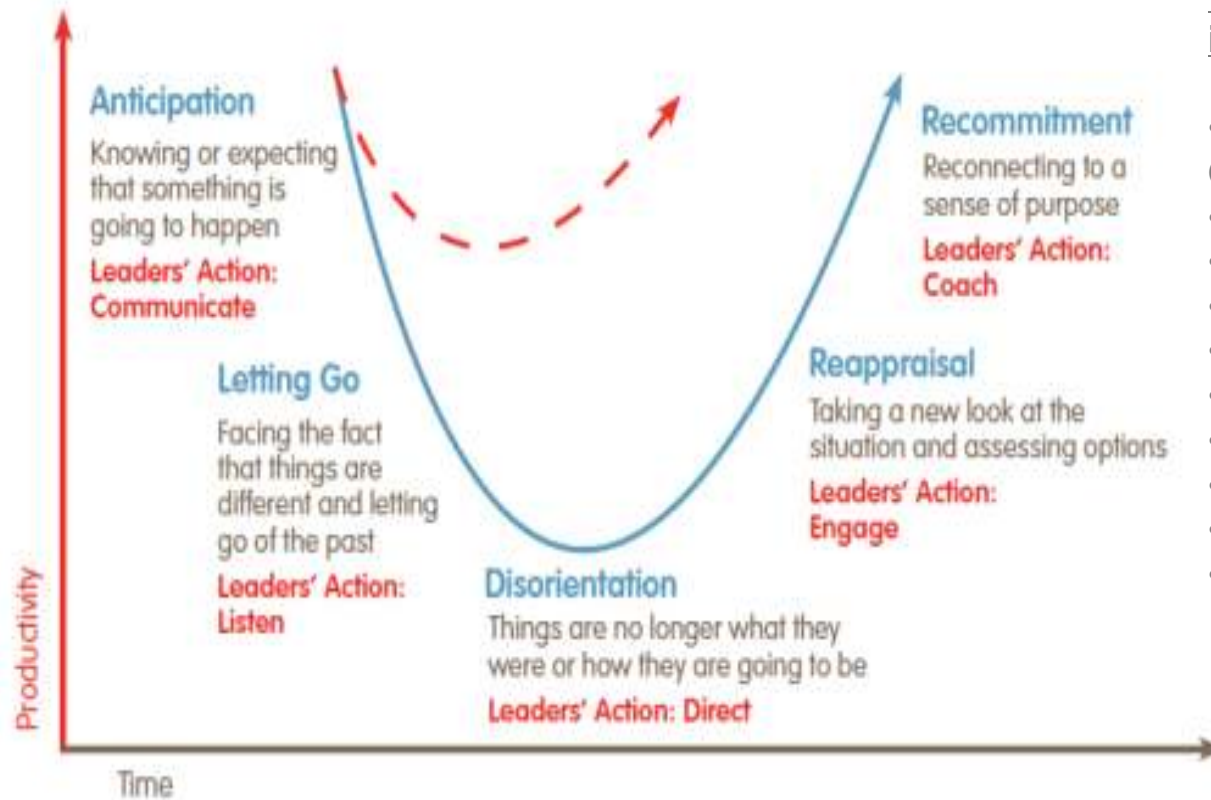 Anticipation
Knowing or expecting
that something is
going to happen
Leaders' Action:
Communicate
Letting Go
Facing the fact
that things are
different and letting
go of the past
Leaders' Action:
Listen
Disorientation
Things are no longer what they
were or how they are going to be
Leaders' Action: Direct
Reappraisal
Taking a new look at the
situation and assessing options
Leaders' Action:
Engage
Recommitment
Reconnecting to a
sense of purpose
Leaders' Action:
Coach
Productivity
Time